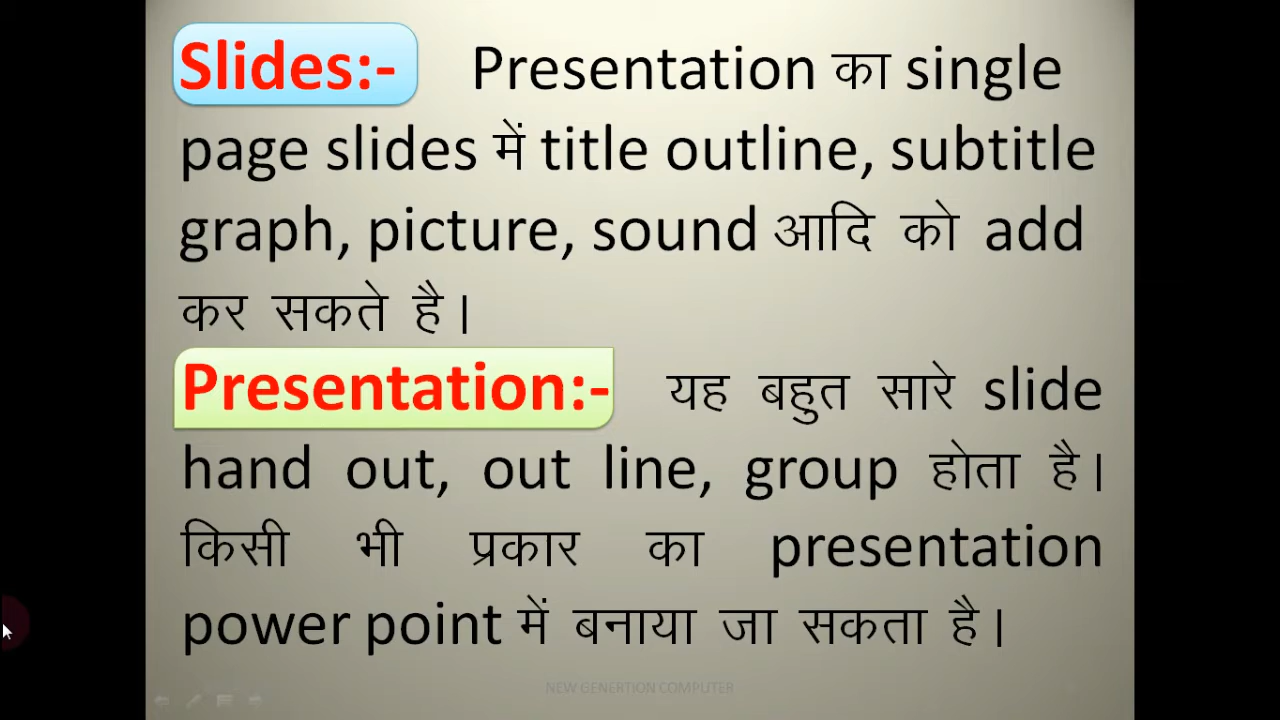 Slides:- Presentation का single
page slides में title outline, subtitle
graph, picture, sound आदि को add
कर सकते है।
Presentation:- यह बहुत सारे slide
hand out, out line, group होता है।
किसी भी प्रकार का presentation
power point में बनाया जा सकता है।
NEW GENERTION COMPUTER